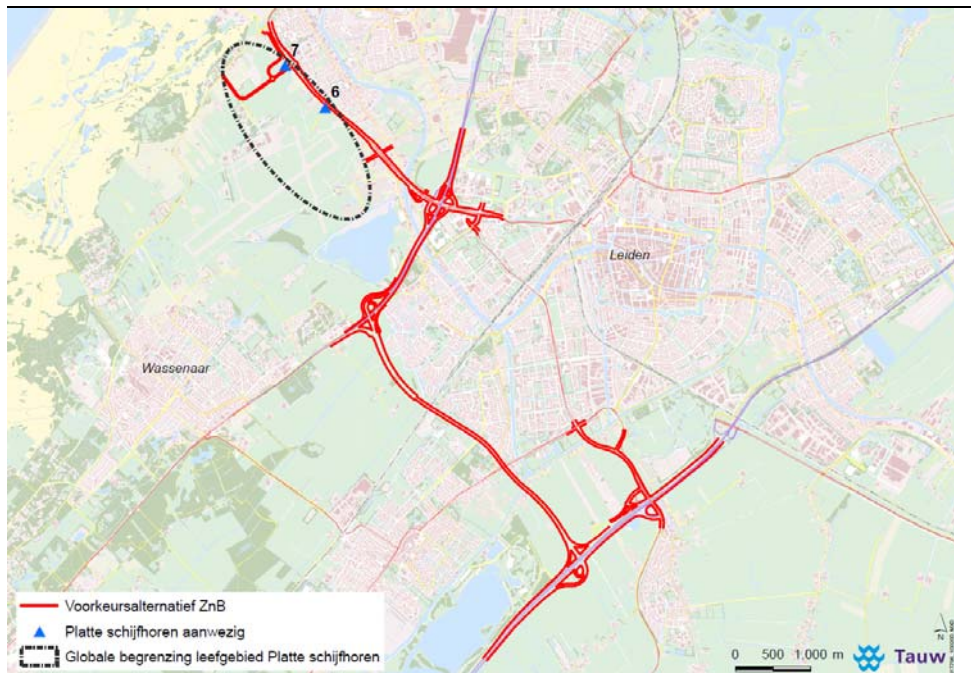 7
6
Leiden
Wassenaar
Voorkeursalternatief ZnB
Platte schijfhoren aanwezig
Globale begrenzing leefgebied Platte schijfhoren
N
0 500 1.000 m
Tauw